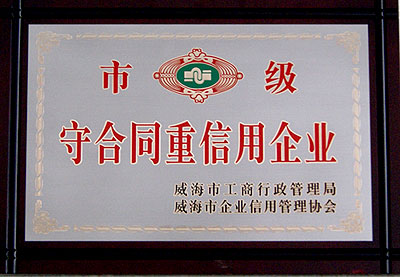 市 级
守合同重信用企业
威海市工商行政管理局
威海市企业信用管理协会